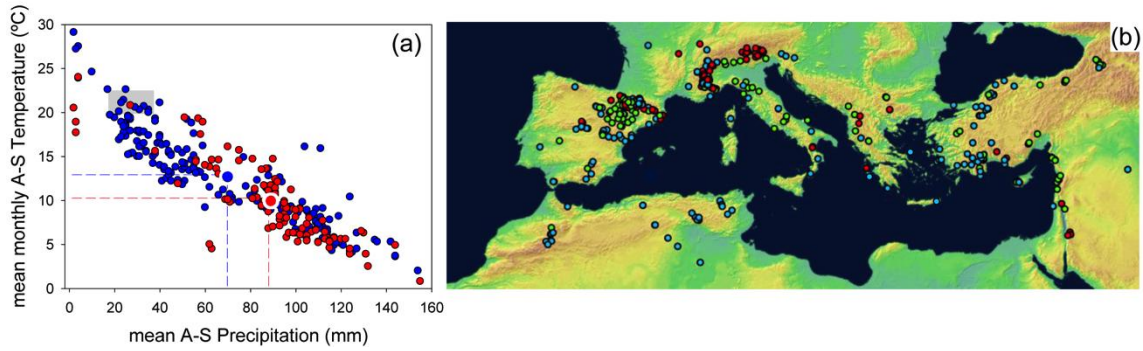 mean monthly A-S Temperature (ºC)
30
25
20
15
10
5
0
(a)
0 20 40 60 80 100 120 140 160
mean A-S Precipitation (mm)
(b)